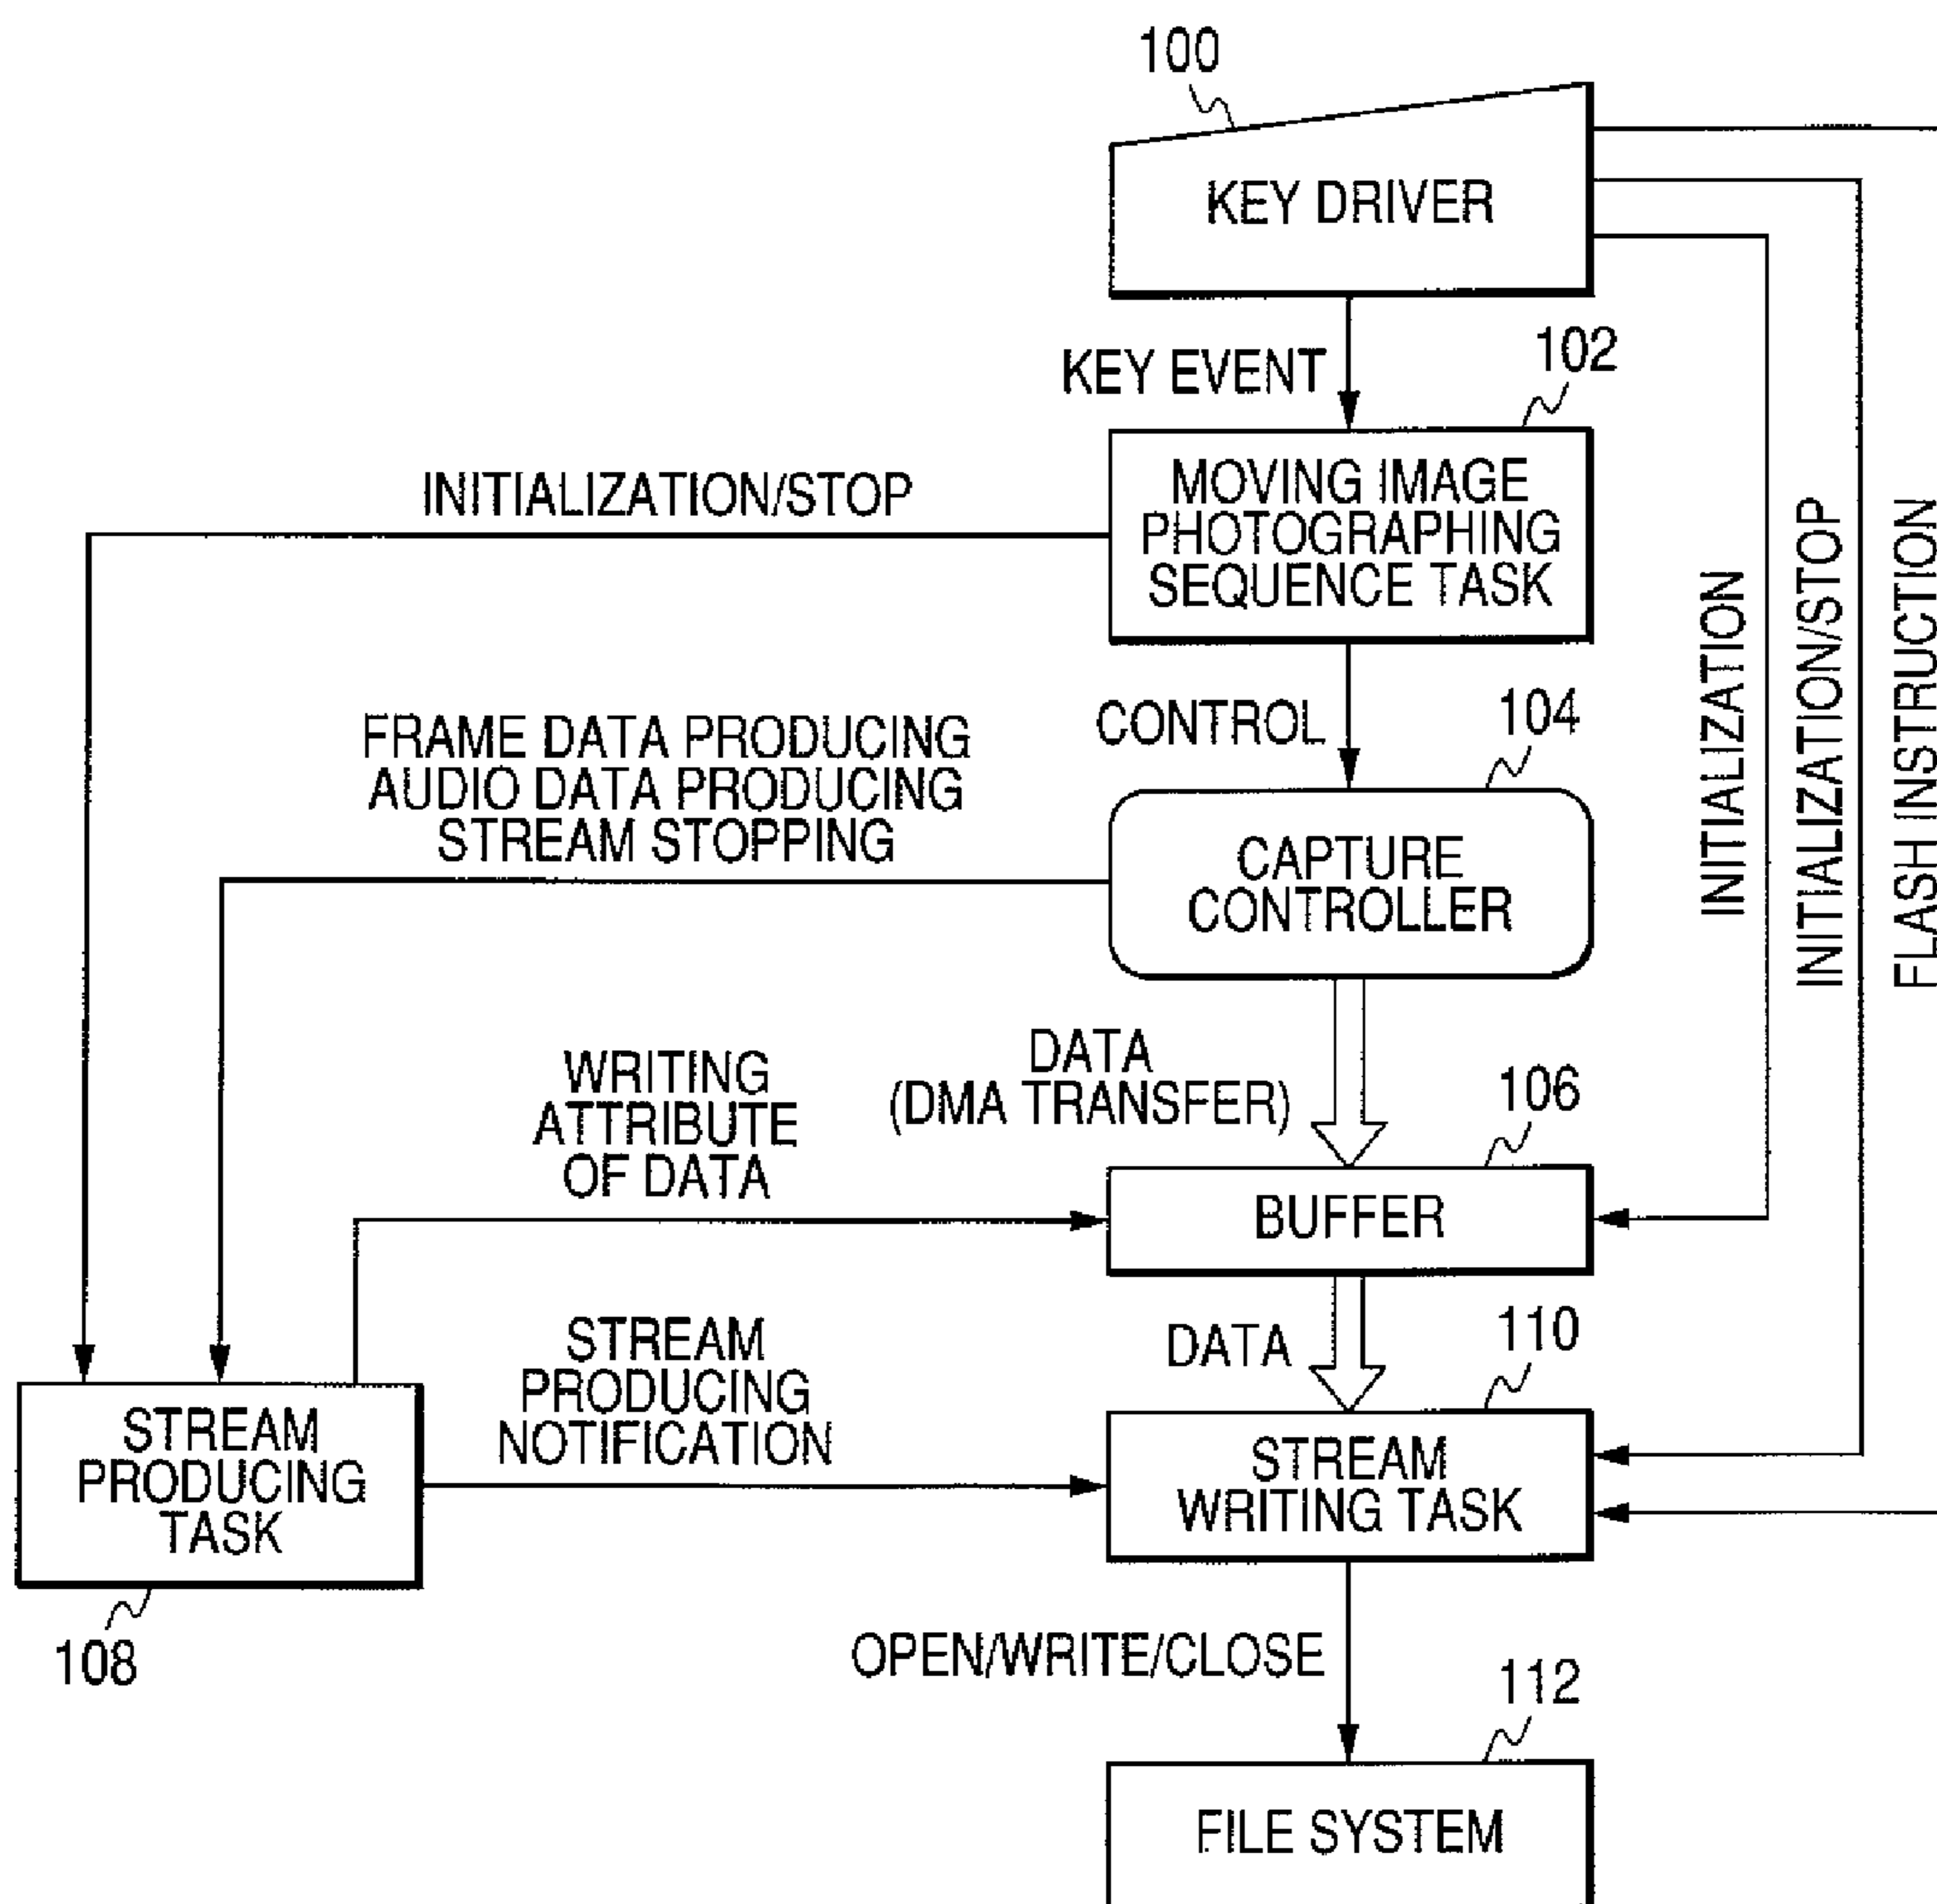 100
KEY DRIVER
KEY EVENT
102
INITIALIZATION/STOP
MOVING IMAGE
PHOTOGRAPHING
SEQUENCE TASK
INITIALIZATION
INITIALIZATION/STOP
FLASH INSTRUCTION
CONTROL
104
FRAME DATA PRODUCING
AUDIO DATA PRODUCING
STREAM STOPPING
CAPTURE
CONTROLLER
WRITING
ATTRIBUTE
OF DATA
DATA
(DMA TRANSFER)
106
BUFFER
STREAM
PRODUCING
NOTIFICATION
DATA
110
STREAM
PRODUCING
TASK
108
STREAM
WRITING TASK
OPEN/WRITE/CLOSE
112
FILE SYSTEM